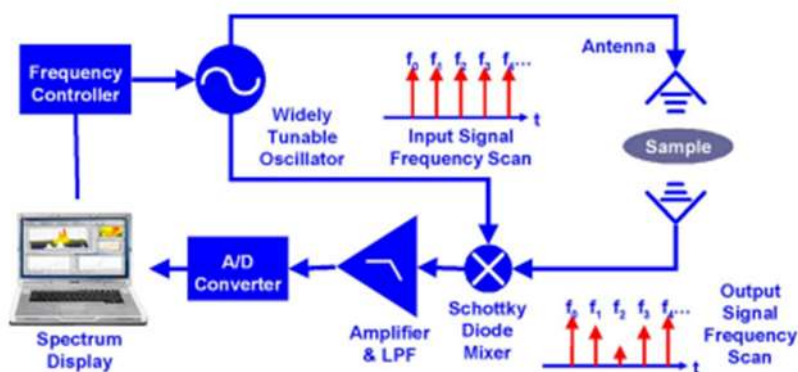 Frequency
Controller
Widely
Tunable
Oscillator
f0 f1 f2 f3 f4...
t
Input Signal
Frequency Scan
Antenna
Sample
Spectrum
Display
A/D
Converter
Amplifier
& LPF
Schottky
Diode
Mixer
f0 f1 f2 f3 f4...
t
Output
Signal
Frequency
Scan